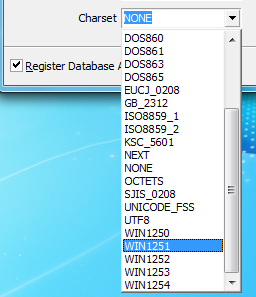 Charset NONE
DOS860
DOS861
DOS863
DOS865
Register Database A
EUCJ_0208
GB_2312
ISO8859_1
ISO8859_2
KSC_5601
NEXT
NONE
OCTETS
SJIS_0208
UNICODE_FSS
UTF8
WIN1250
WIN1251
WIN1252
WIN1253
WIN1254